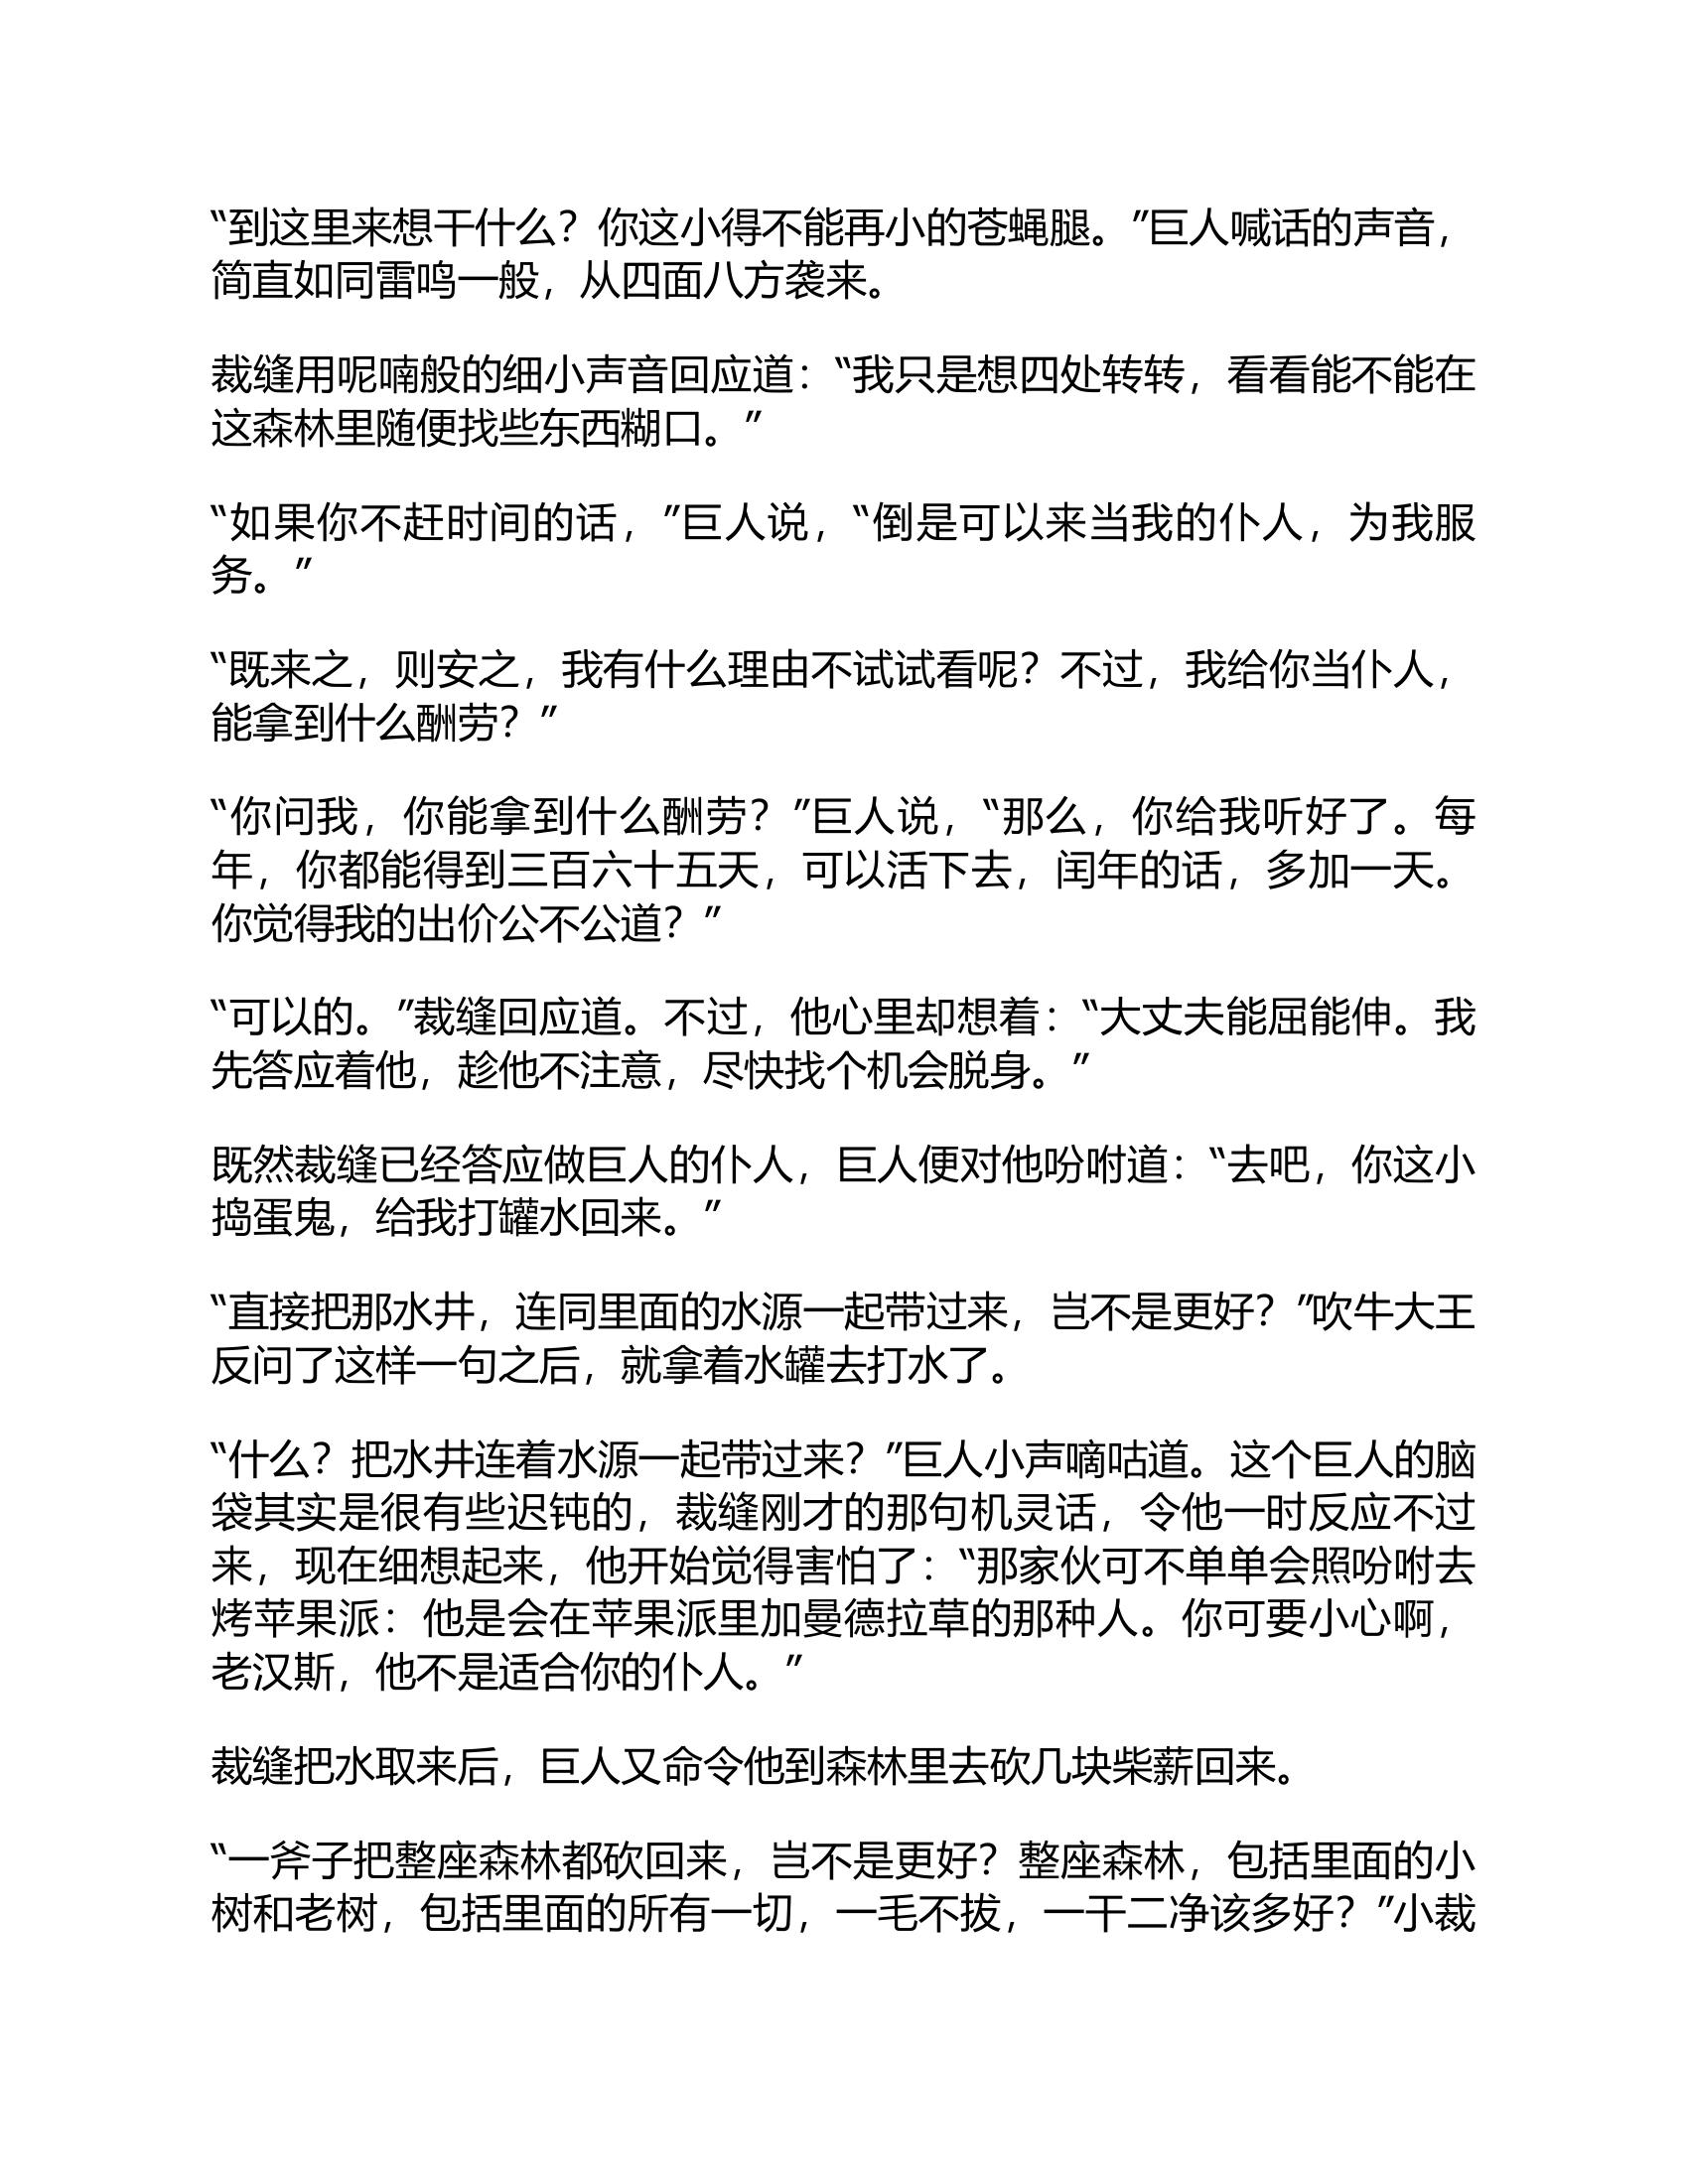 “到这里来想干什么？你这小得不能再小的苍蝇腿。”巨人喊话的声音，
简直如同雷鸣一般，从四面八方袭来。
裁缝用呢喃般的细小声音回应道：“我只是想四处转转，看看能不能在
这森林里随便找些东西糊口。”
“如果你不赶时间的话，”巨人说，“倒是可以来当我的仆人，为我服
务。”
“既来之，则安之，我有什么理由不试试看呢？不过，我给你当仆人，
能拿到什么酬劳？”
“你问我，你能拿到什么酬劳？”巨人说，“那么，你给我听好了。每
年，你都能得到三百六十五天，可以活下去，闰年的话，多加一天。
你觉得我的出价公不公道？”
“可以的。”裁缝回应道。不过，他心里却想着：“大丈夫能屈能伸。我
先答应着他，趁他不注意，尽快找个机会脱身。”
既然裁缝已经答应做巨人的仆人，巨人便对他吩咐道：“去吧，你这小
捣蛋鬼，给我打罐水回来。”
“直接把那水井，连同里面的水源一起带过来，岂不是更好？”吹牛大王
反问了这样一句之后，就拿着水罐去打水了。
“什么？把水井连着水源一起带过来？”巨人小声嘀咕道。这个巨人的脑
袋其实是很有些迟钝的，裁缝刚才的那句机灵话，令他一时反应不过
来，现在细想起来，他开始觉得害怕了：“那家伙可不单单会照吩咐去
烤苹果派：他是会在苹果派里加曼德拉草的那种人。你可要小心啊，
老汉斯，他不是适合你的仆人。”
裁缝把水取来后，巨人又命令他到森林里去砍几块柴薪回来。
“一斧子把整座森林都砍回来，岂不是更好？整座森林，包括里面的小
树和老树，包括里面的所有一切，一毛不拔，一干二净该多好？”小裁